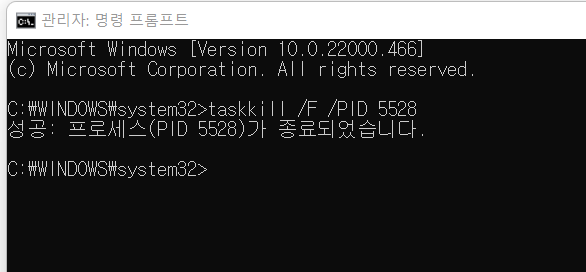 관리자: 명령 프롬프트
Microsoft Windows [Version 10.0.22000.466]
(c) Microsoft Corporation. All rights reserved.
C:₩WINDOWS₩system32>taskkill /F /PID 5528
성공: 프로세스(PID 5528)가 종료되었습니다.
C:₩WINDOWS₩system32>